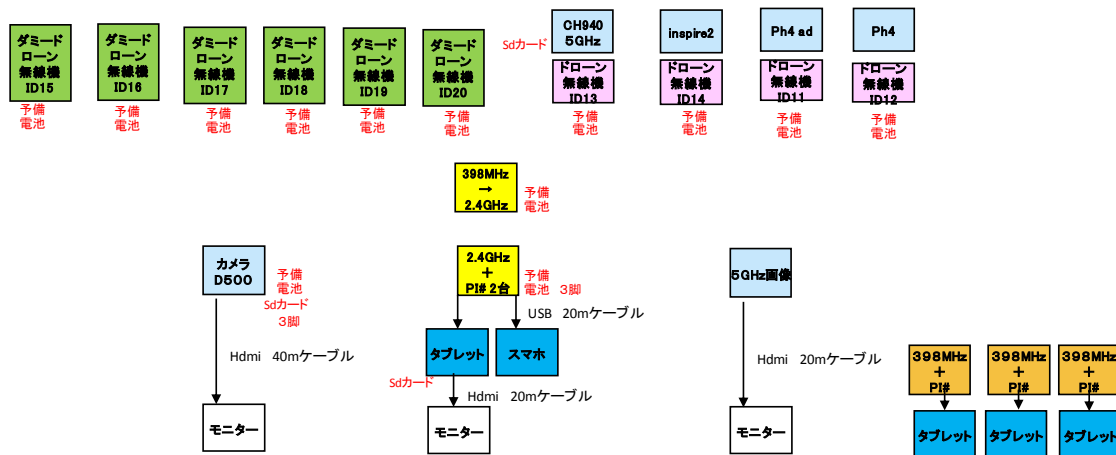 ダミード
ローン
無線機
ID15
予備
電池
ダミード
ローン
無線機
ID16
予備
電池
ダミード
ローン
無線機
ID17
予備
電池
ダミード
ローン
無線機
ID18
予備
電池
ダミード
ローン
無線機
ID19
予備
電池
ダミード
ローン
無線機
ID20
予備
電池
Sdカード
CH940
5GHz
ドローン
無線機
ID13
予備
電池
inspire2
ドローン
無線機
ID14
予備
電池
Ph4 ad
ドローン
無線機
ID11
予備
電池
Ph4
ドローン
無線機
ID12
予備
電池
398MHz
→
2.4GHz
予備
電池
カメラ
D500
予備
電池
Sdカード
3脚
Hdmi 40mケーブル
モニター
2.4GHz
+
PI# 2台
予備
電池 3脚
USB 20mケーブル
タブレット
スマホ
Sdカード
Hdmi 20mケーブル
モニター
5GHz画像
Hdmi 20mケーブル
モニター
398MHz
+
PI#
タブレット
398MHz
+
PI#
タブレット
398MHz
+
PI#
タブレット